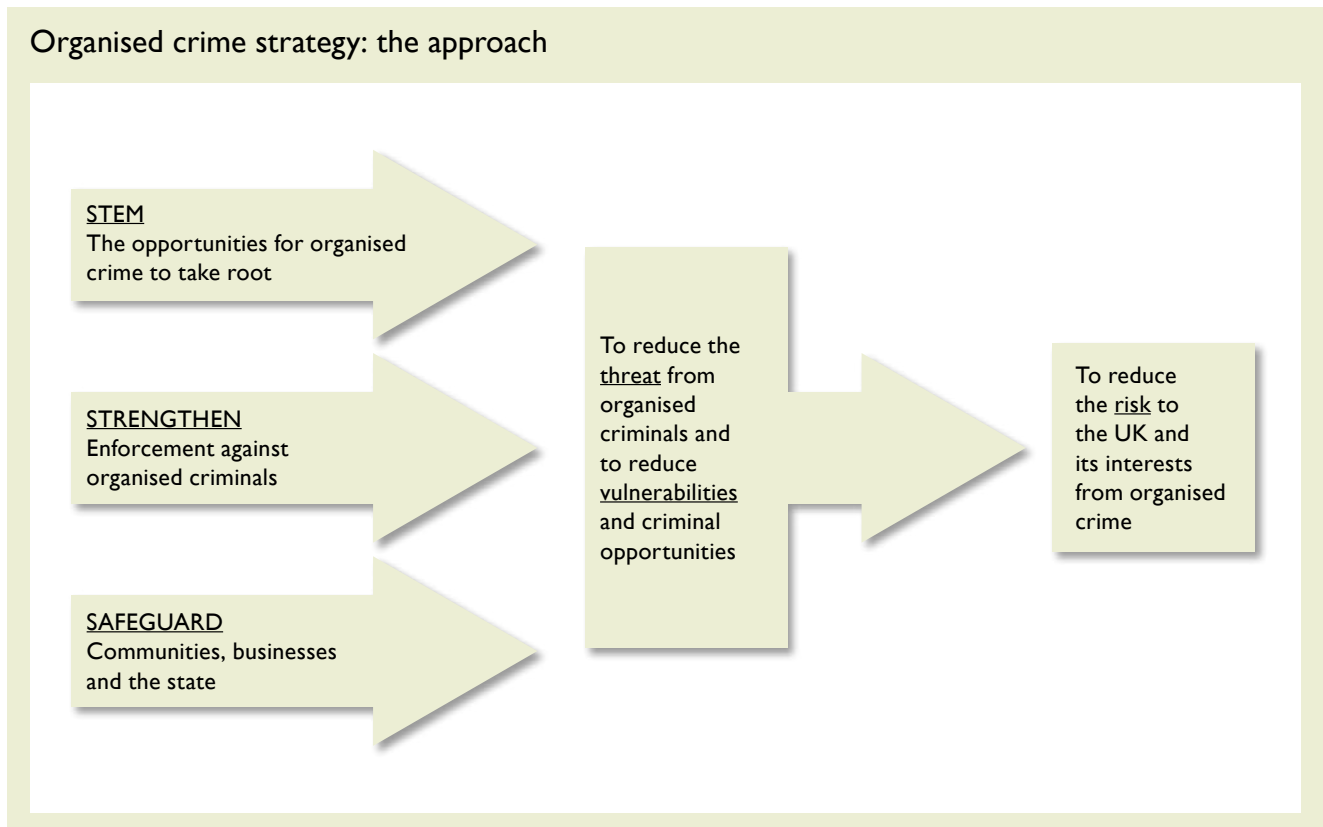 Organised crime strategy: the approach
STEM
The opportunities for organised
crime to take root
STRENGTHEN
Enforcement against
organised criminals
SAFEGUARD
Communities, businesses
and the state
To reduce the
threat from
organised
criminals and
to reduce
vulnerabilities
and criminal
opportunities
To reduce
the risk to
the UK and
its interests
from organised
crime